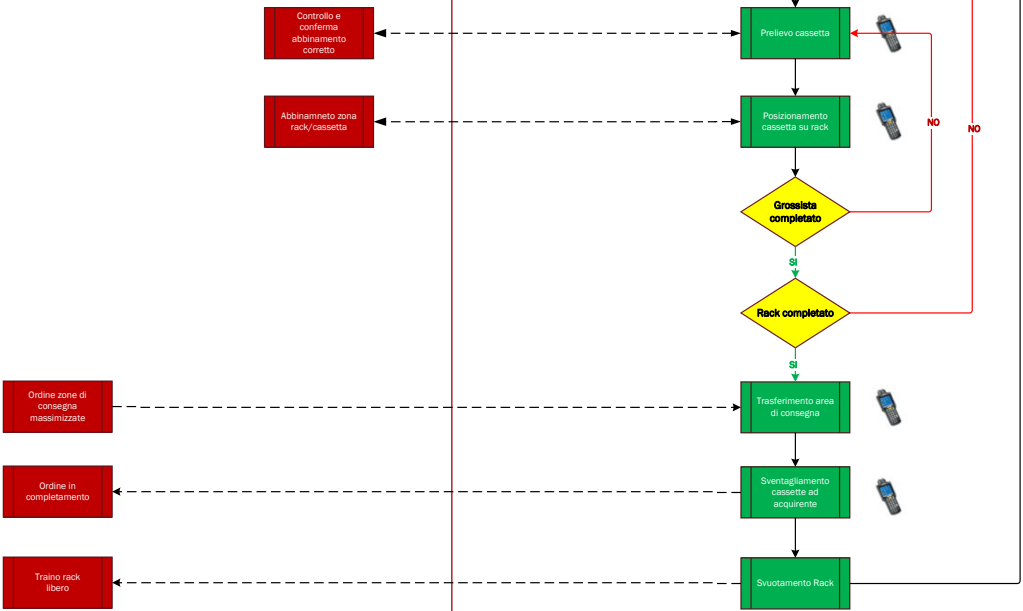 Controllo e
conferma
abbinamento
corretto
Prelievo cassetta
Abbinamneto zona
rack/cassetta
Posizionamento
cassetta su rack
NO
NO
Grossista
completato
SI
Rack completato
SI
Ordine zone di
consegna
massimizzate
Trasferimento area
di consegna
Ordine in
completamento
Sventagliamento
cassette ad
acquirente
Traino rack
libero
Svuotamento Rack